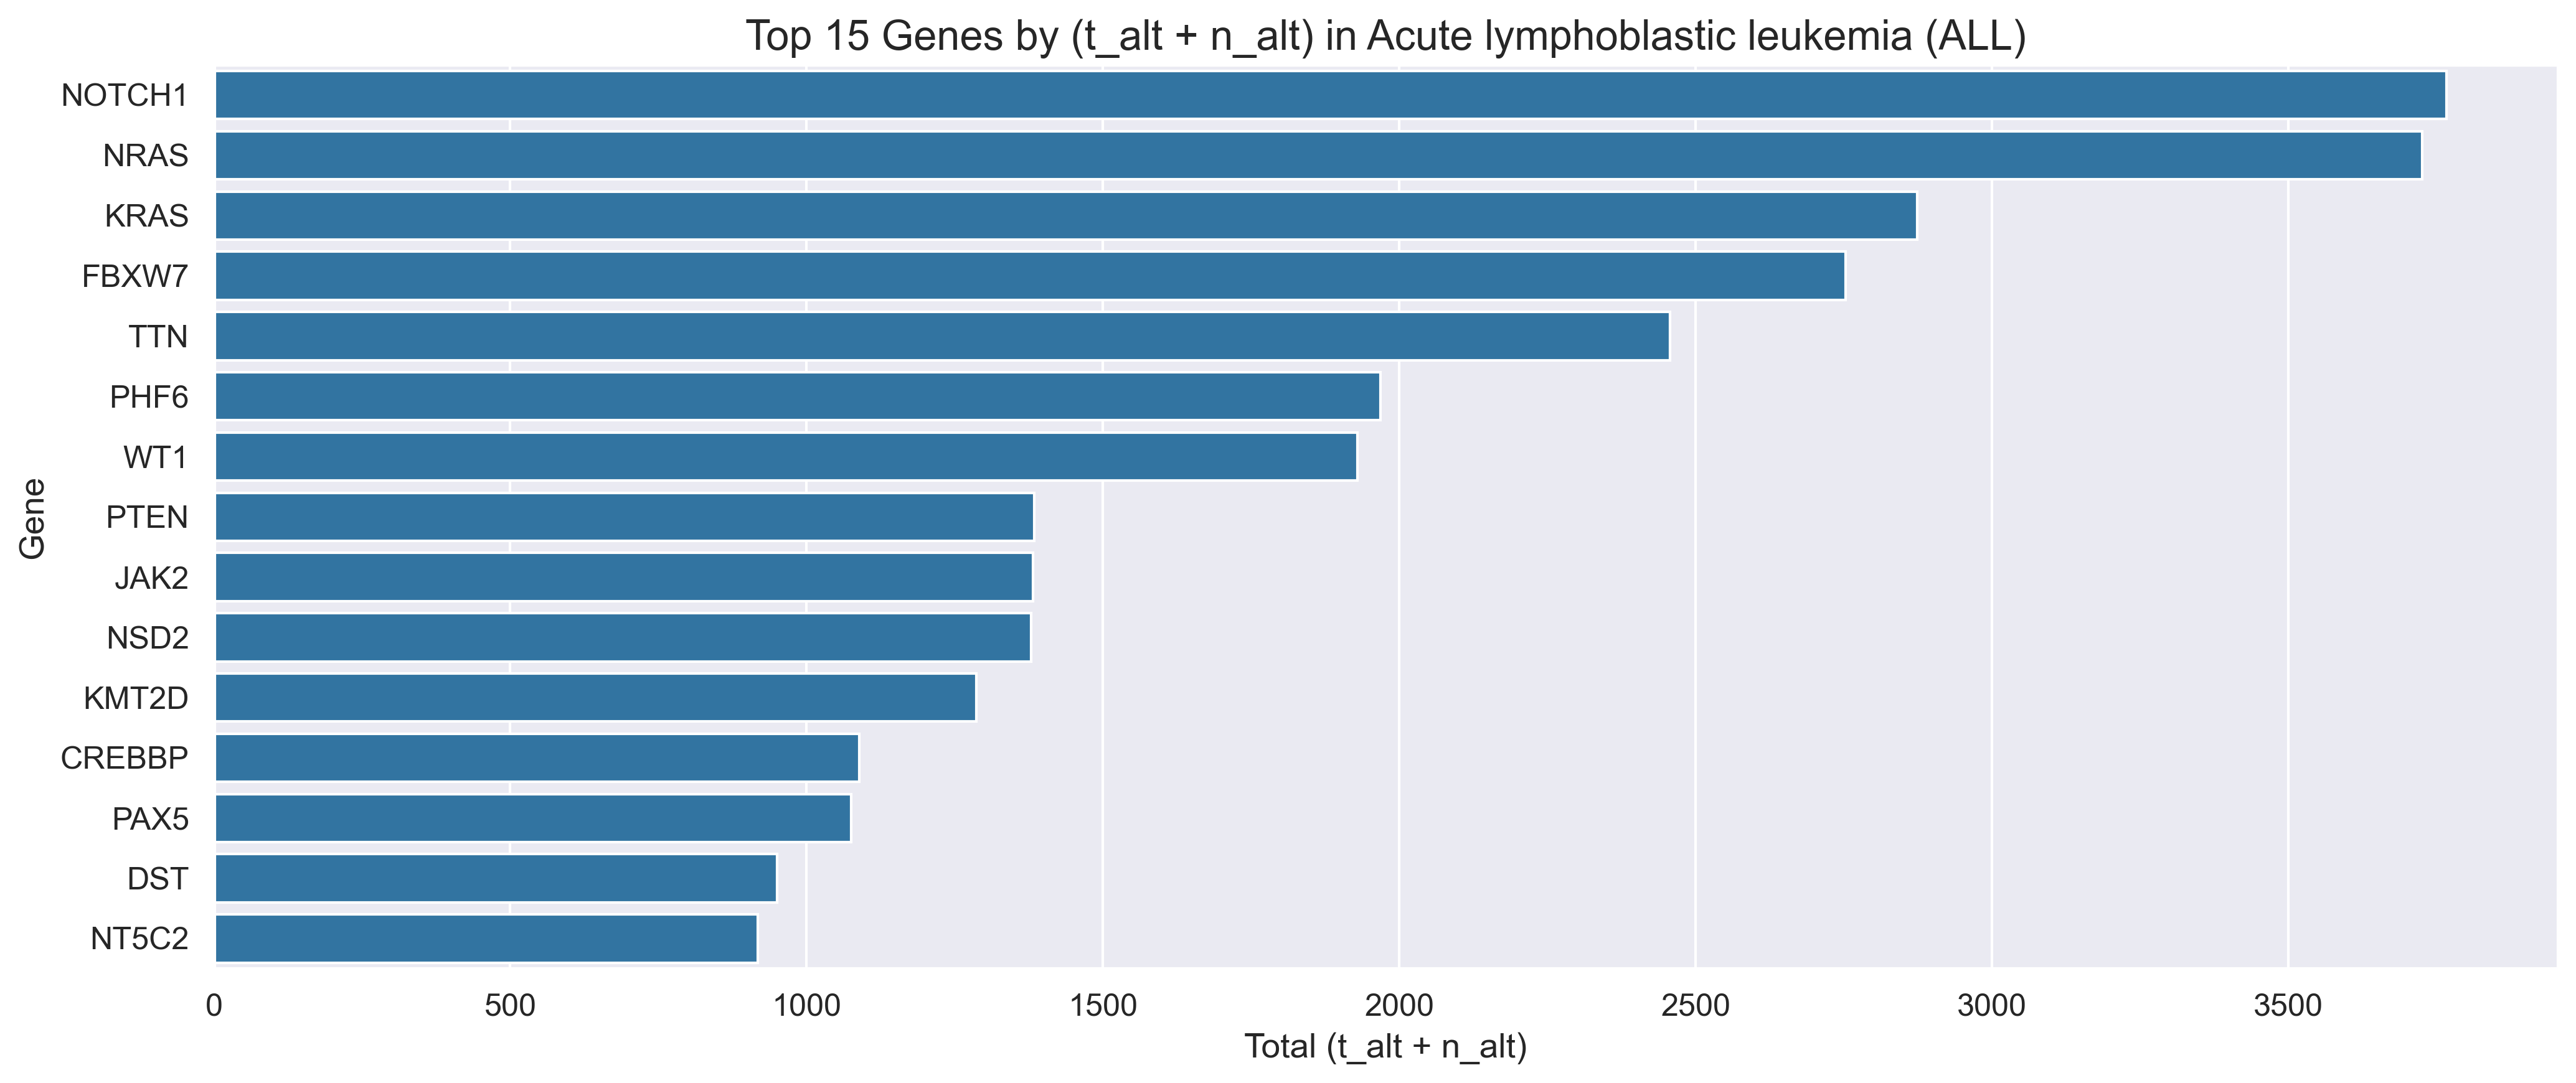 Top 15 Genes by (t_alt + n_alt) in Acute lymphoblastic leukemia (ALL)
NOTCH1
NRAS
KRAS
FBXW7
TTN
PHF6
WT1
PTEN
JAK2
NSD2
KMT2D
CREBBP
PAX5
DST
NT5C2
Gene
0 500 1000 1500 2000 2500 3000 3500
Total (t_alt + n_alt)